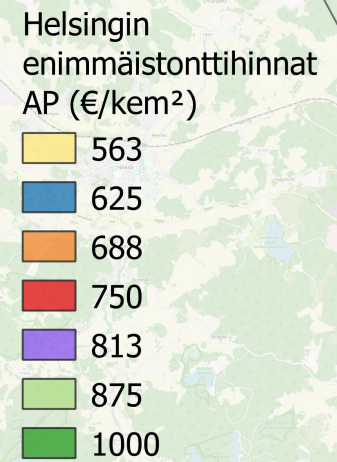 Helsingin
enimmäistonttihinnat
AP (€/kem²)
563
625
688
750
813
875
1000